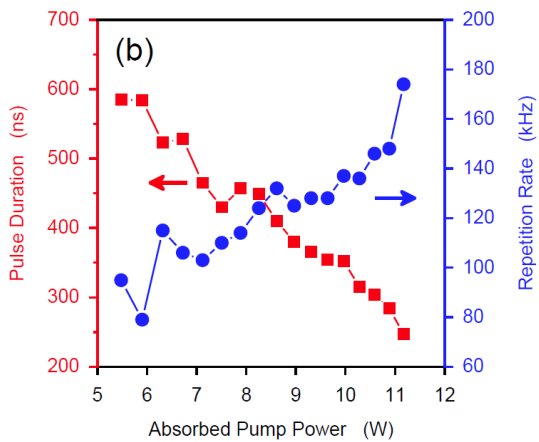 (b)
700
600
500
400
300
200
Pulse Duration (ns)
200
180
160
140
120
100
80
60
Repetition Rate (kHz)
5 6 7 8 9 10 11 12
Absorbed Pump Power (W)